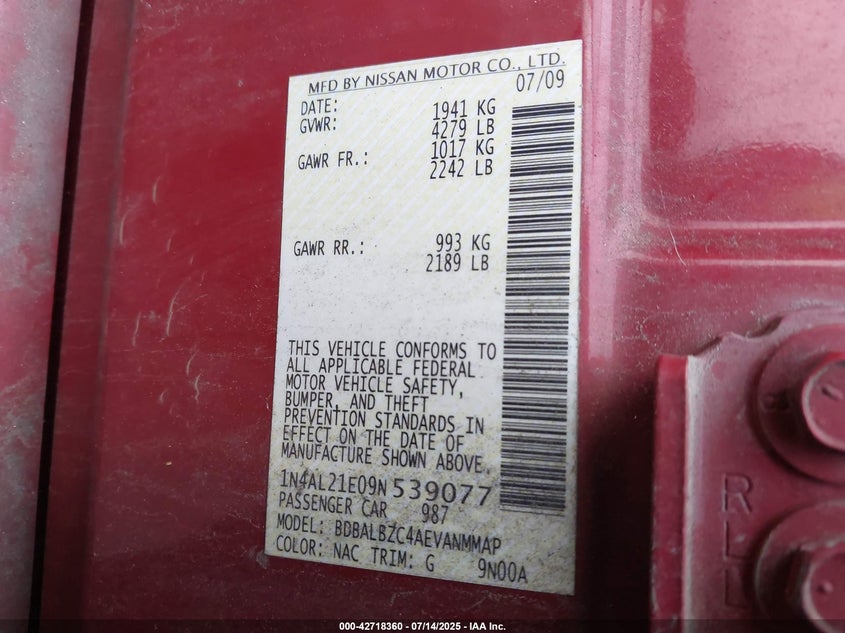 MFD BY NISSAN MOTOR CO., LTD.
DATE: 07/09
GVWR: 1941 KG
4279 LB
GAWR FR.: 1017 KG
2242 LB
GAWR RR.: 993 KG
2189 LB
THIS VEHICLE CONFORMS TO
ALL APPLICABLE FEDERAL
MOTOR VEHICLE SAFETY,
BUMPER, AND THEFT
PREVENTION STANDARDS IN
EFFECT ON THE DATE OF
MANUFACTURE SHOWN ABOVE.
1N4AL21E09N539077
PASSENGER CAR 987
MODEL: BDBALBZC4AEVANMMAP
COLOR: NAC TRIM: G 9N00A
RLL
000-42718360 - 07/14/2025 - IAA Inc.